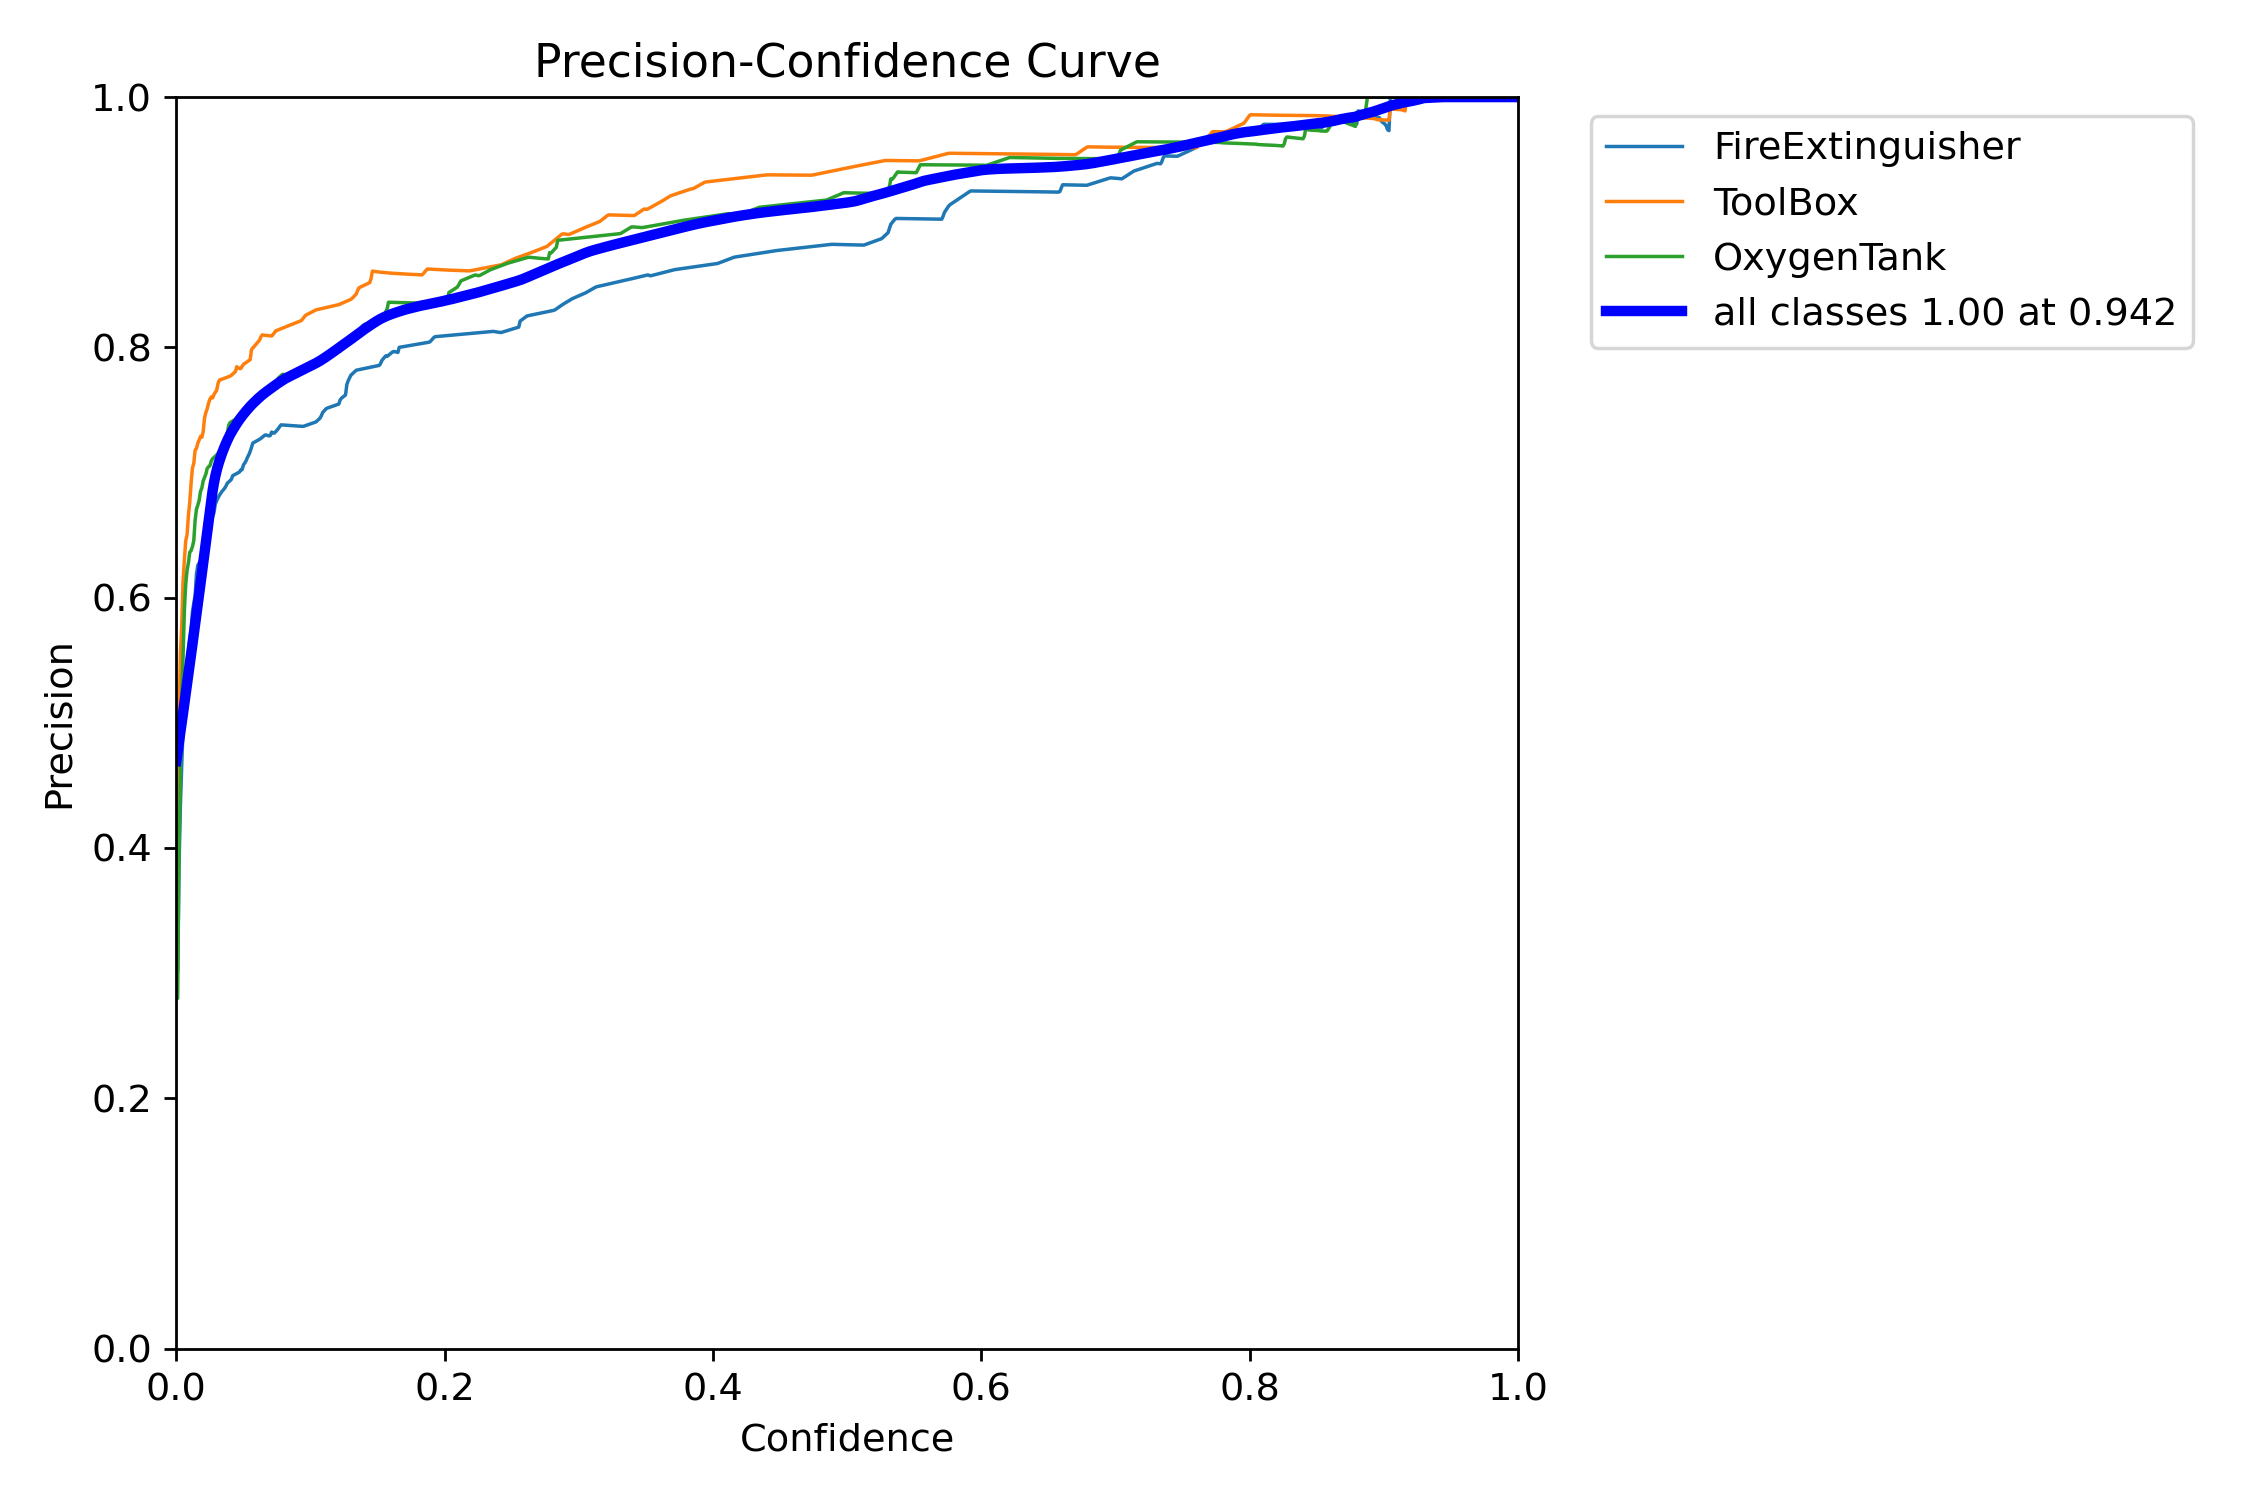 Precision-Confidence Curve
1.0
0.8
0.6
0.4
0.2
0.0
Precision
0.0 0.2 0.4 0.6 0.8 1.0
Confidence
FireExtinguisher
ToolBox
OxygenTank
all classes 1.00 at 0.942